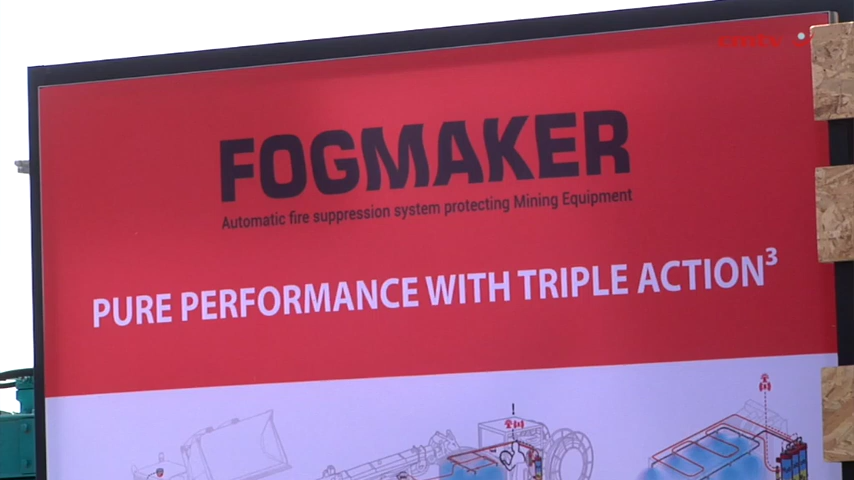 FOGMAKER
Automatic fire suppression system protecting Mining Equipment
PURE PERFORMANCE WITH TRIPLE ACTION³